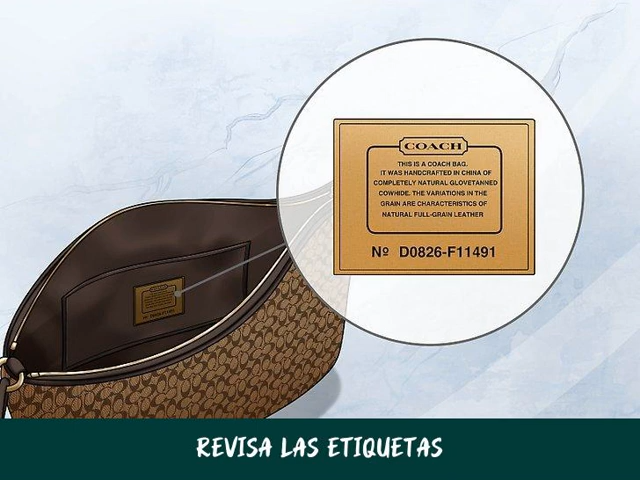 COACH
THIS IS A COACH BAG.
IT WAS HANDCRAFTED IN CHINA OF
COMPLETELY NATURAL GLOVETANNED
COWHIDE. THE VARIATIONS IN THE
GRAIN ARE CHARACTERISTICS OF
NATURAL FULL-GRAIN LEATHER
Nº D0826-F11491
REVISA LAS ETIQUETAS